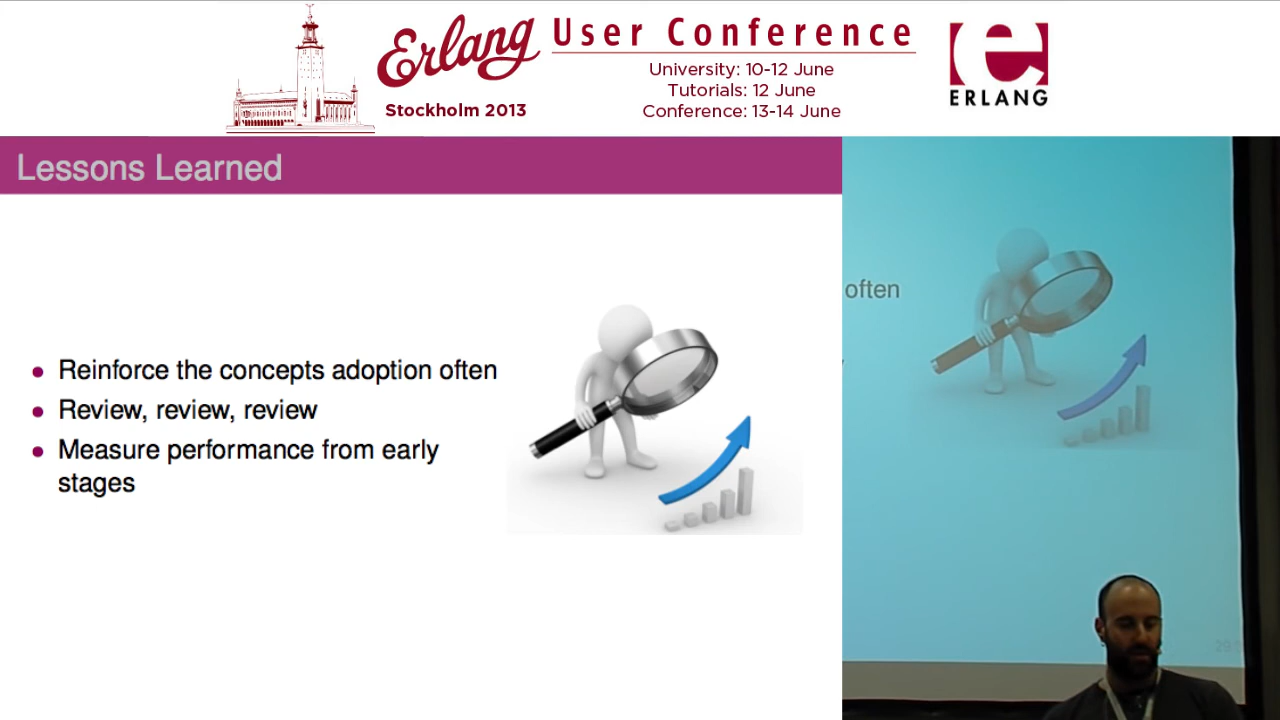 Erlang User Conference
Stockholm 2013
University: 10-12 June
Tutorials: 12 June
Conference: 13-14 June
ERLANG
Lessons Learned
Reinforce the concepts adoption often
Review, review, review
Measure performance from early
stages
often